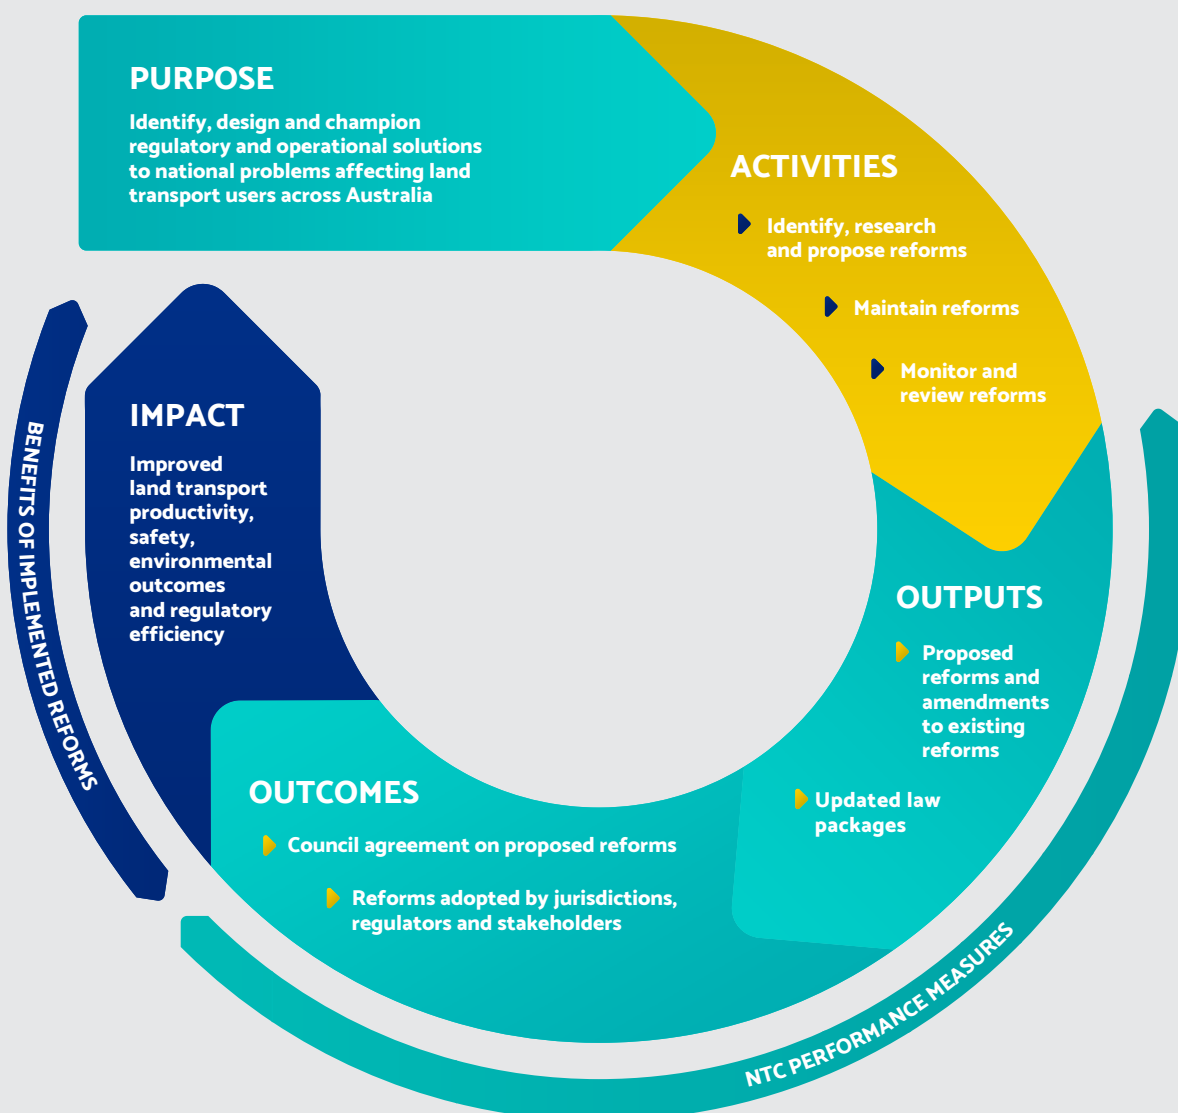 PURPOSE
Identify, design and champion
regulatory and operational solutions
to national problems affecting land
transport users across Australia
ACTIVITIES
Identify, research
and propose reforms
Maintain reforms
Monitor and
review reforms
OUTPUTS
Proposed
reforms and
amendments
to existing
reforms
Updated law
packages
OUTCOMES
Council agreement on proposed reforms
Reforms adopted by jurisdictions,
regulators and stakeholders
IMPACT
Improved
land transport
productivity,
safety,
environmental
outcomes
and regulatory
efficiency
BENEFITS OF IMPLEMENTED REFORMS
NTC PERFORMANCE MEASURES